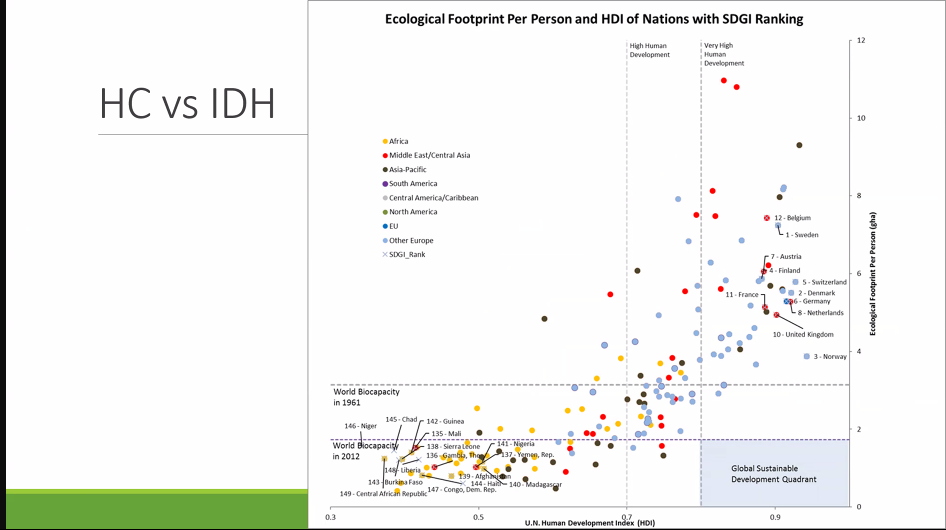 Ecological Footprint Per Person and HDI of Nations with SDGI Ranking
HC vs IDH
High Human
Development
Very High
Human
Development
12
10
8
6
4
2
0
Ecological Footprint Per Person (gha)
Africa
Middle East/Central Asia
Asia-Pacific
South America
Central America/Caribbean
North America
EU
Other Europe
SDGI_Rank
12 - Belgium
1 - Sweden
7 - Austria
4 - Finland
5 - Switzerland
2 - Denmark
11 - France
6 - Germany
8 - Netherlands
10 - United Kingdom
3 - Norway
World Biocapacity
in 1961
World Biocapacity
in 2012
145 - Chad
142 - Guinea
146 - Niger
135 - Mali
138 - Sierra Leone
141 - Nigeria
136 - Gambia, The
137 - Yemen, Rep.
148 - Liberia
139 - Afghanistan
143 - Burkina Faso
144 - Haiti
140 - Madagascar
147 - Congo, Dem. Rep.
149 - Central African Republic
Global Sustainable
Development Quadrant
0.3
0.5
0.7
0.9
U.N. Human Development Index (HDI)